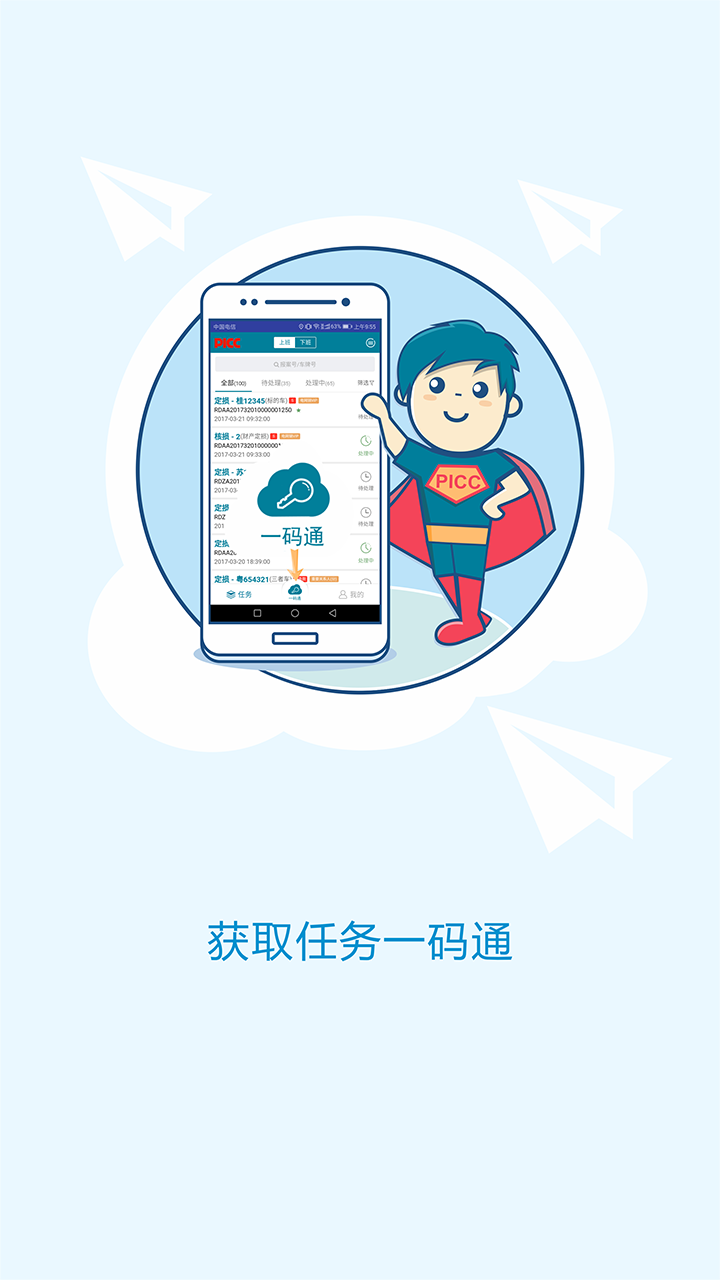 中国电信 63% 上午9:55
PICC 上班 下班
报案号/车牌号
全部(100) 待处理(35) 处理中(65) 筛选
定损 - 桂12345(标的车)
RDAA201732010000001250
待处理
2017-03-21 09:32:00
核损 - 2(财产定损)
RDAA20173201000000
处理中
2017-03-21 09:33:00
定损 - 苏
RDZA201
待处理
2017-03
定损
RDZ
待处理
201
定损
RDAA2
处理中
2017-03-20 18:39:00
定损 - 粤654321(三者车)
一码通
任务 一码通 我的
PICC
获取任务一码通